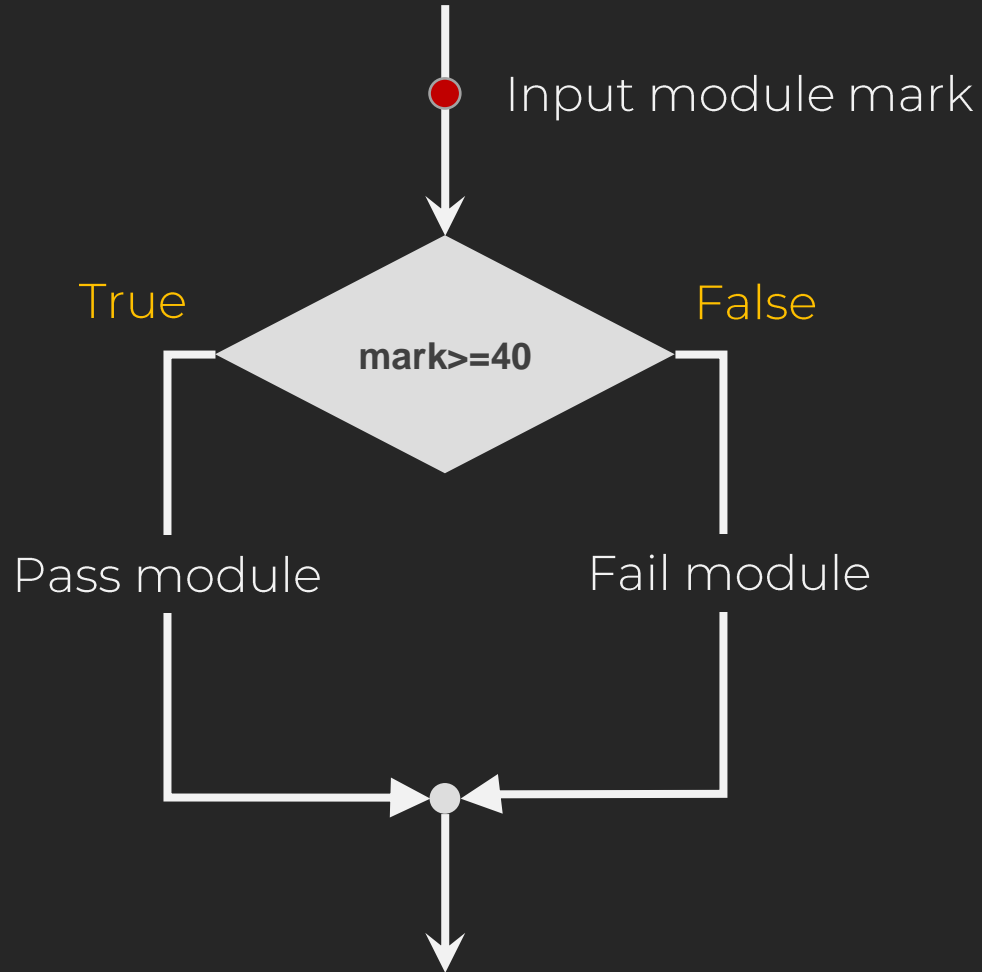 Input module mark
True
False
mark>=40
Pass module
Fail module